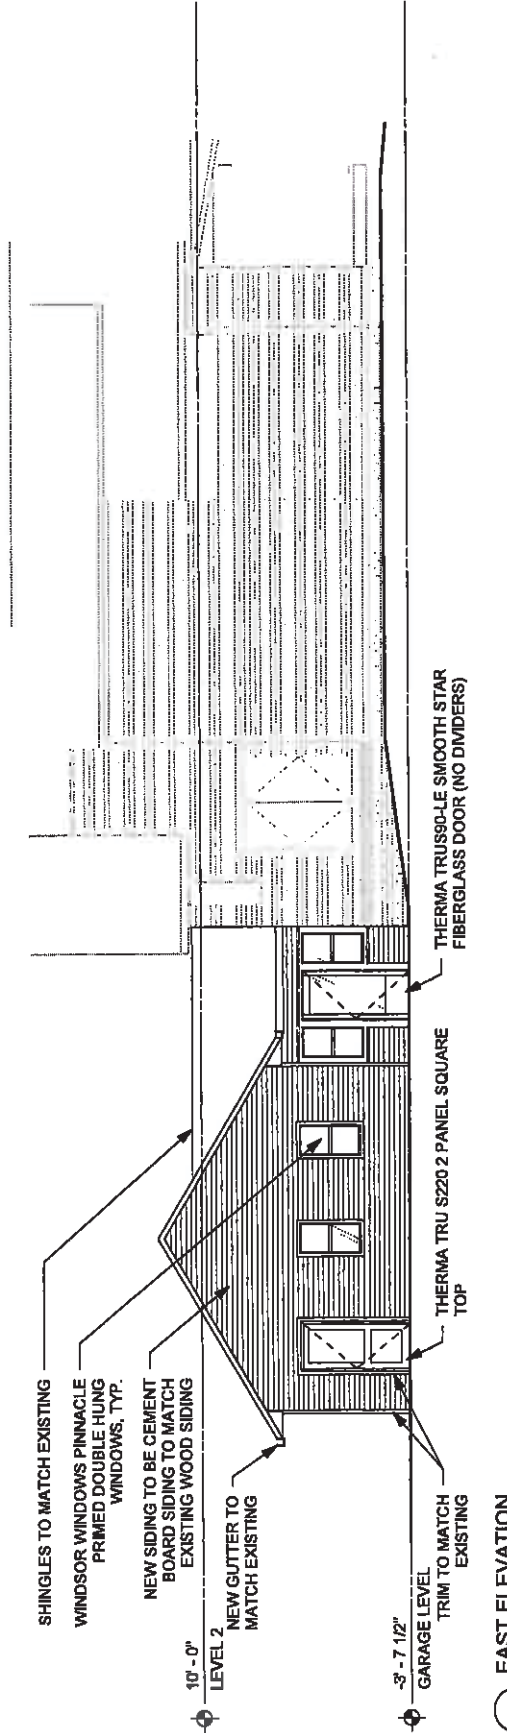 SHINGLES TO MATCH EXISTING
WINDSOR WINDOWS PINNACLE
PRIMED DOUBLE HUNG
WINDOWS, TYP.
NEW SIDING TO BE CEMENT
BOARD SIDING TO MATCH
EXISTING WOOD SIDING
NEW GUTTER TO
MATCH EXISTING
10' - 0"
LEVEL 2
-3' - 7 1/2"
GARAGE LEVEL
TRIM TO MATCH
EXISTING
THERMA TRU S220 2 PANEL SQUARE
TOP
THERMA TRUS90-LE SMOOTH STAR
FIBERGLASS DOOR (NO DIVIDERS)
EAST ELEVATION